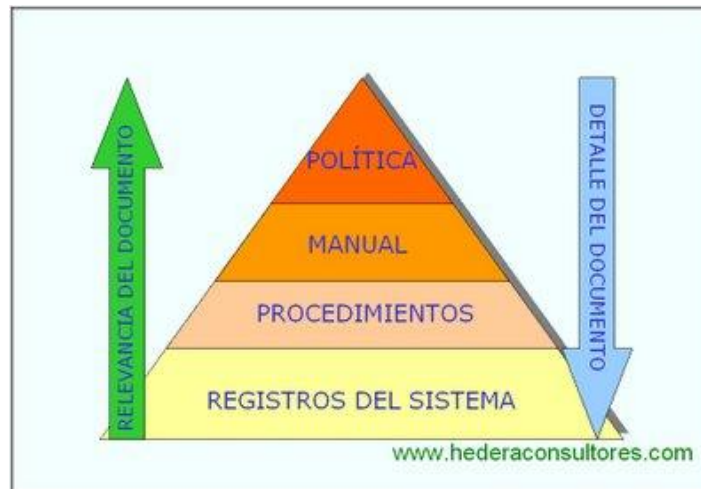 RELEVANCIA DEL DOCUMENTO
POLÍTICA
MANUAL
PROCEDIMIENTOS
REGISTROS DEL SISTEMA
DETALLE DEL DOCUMENTO
www.hederaconsultores.com